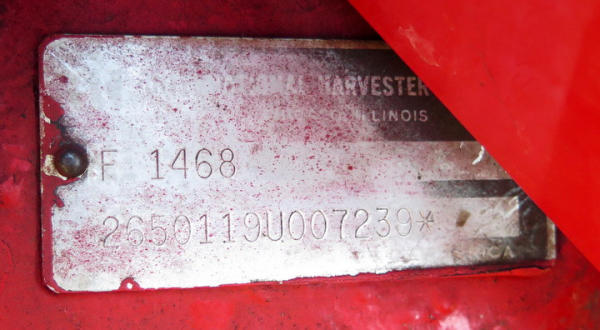 HARVESTER
ILLINOIS
F 1468
2650119U007239*